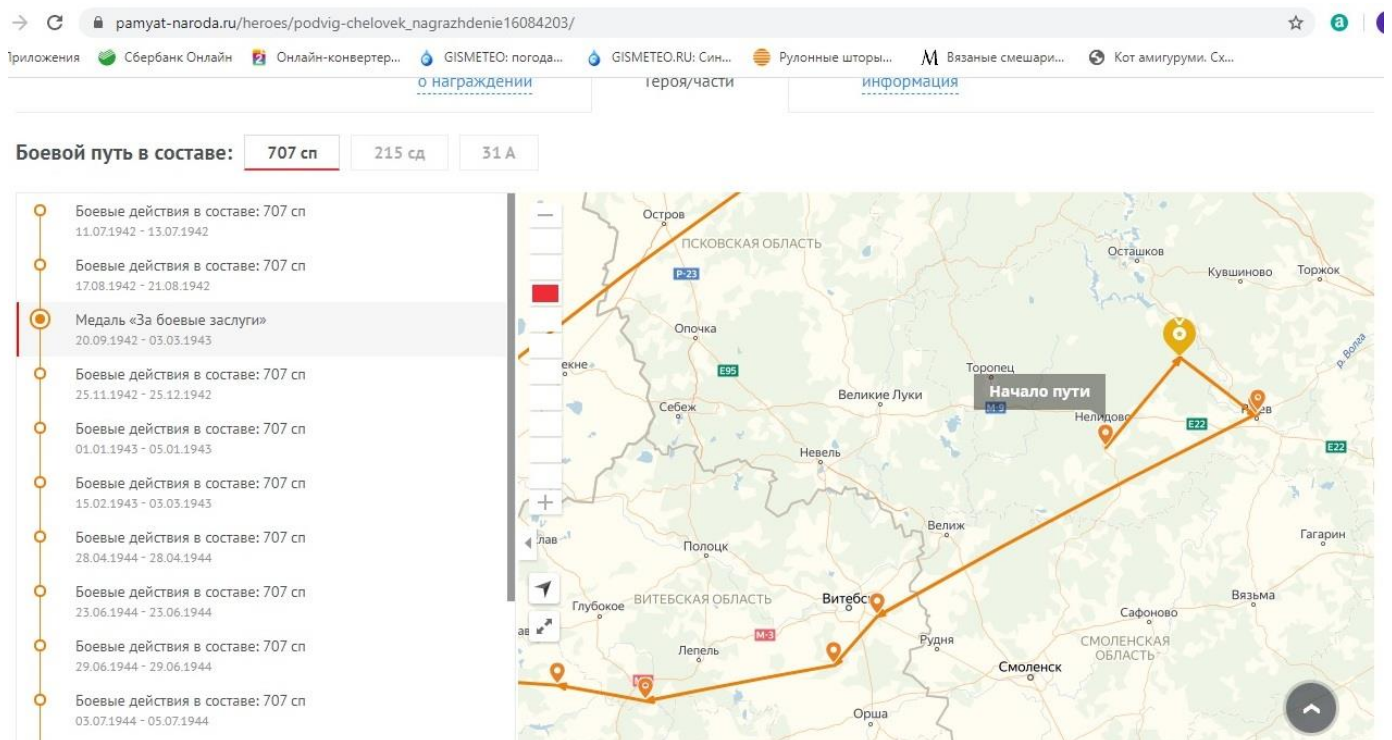 pamyat-naroda.ru/heroes/podvig-chelovek_nagrazhdenie16084203/
Приложения Сбербанк Онлайн Онлайн-конвертер... GISMETEO: погода... GISMETEO.RU: Син... Рулонные шторы... Вязаные смешари... Кот амигуруми. Сх...
о награждении Героя/части информация
Боевой путь в составе: 707 сп 215 сд 31 А
Боевые действия в составе: 707 сп
11.07.1942 - 13.07.1942
Боевые действия в составе: 707 сп
17.08.1942 - 21.08.1942
Медаль «За боевые заслуги»
20.09.1942 - 03.03.1943
Боевые действия в составе: 707 сп
25.11.1942 - 25.12.1942
Боевые действия в составе: 707 сп
01.01.1943 - 05.01.1943
Боевые действия в составе: 707 сп
15.02.1943 - 03.03.1943
Боевые действия в составе: 707 сп
28.04.1944 - 28.04.1944
Боевые действия в составе: 707 сп
23.06.1944 - 23.06.1944
Боевые действия в составе: 707 сп
29.06.1944 - 29.06.1944
Боевые действия в составе: 707 сп
03.07.1944 - 05.07.1944
Остров
ПСКОВСКАЯ ОБЛАСТЬ
Осташков
Р-23
Кувшиново Торжок
Опочка
р. Волга
екне
E95
Торопец
Начало пути
Великие Луки
Себеж
М-9
Нелидово
E22
E22
Невель
Велиж
Гагарин
лав
Полоцк
Вязьма
Глубокое ВИТЕБСКАЯ ОБЛАСТЬ Витебс
Сафоново
М-3
Рудня
СМОЛЕНСКАЯ ОБЛАСТЬ
Лепель
Смоленск
Орша